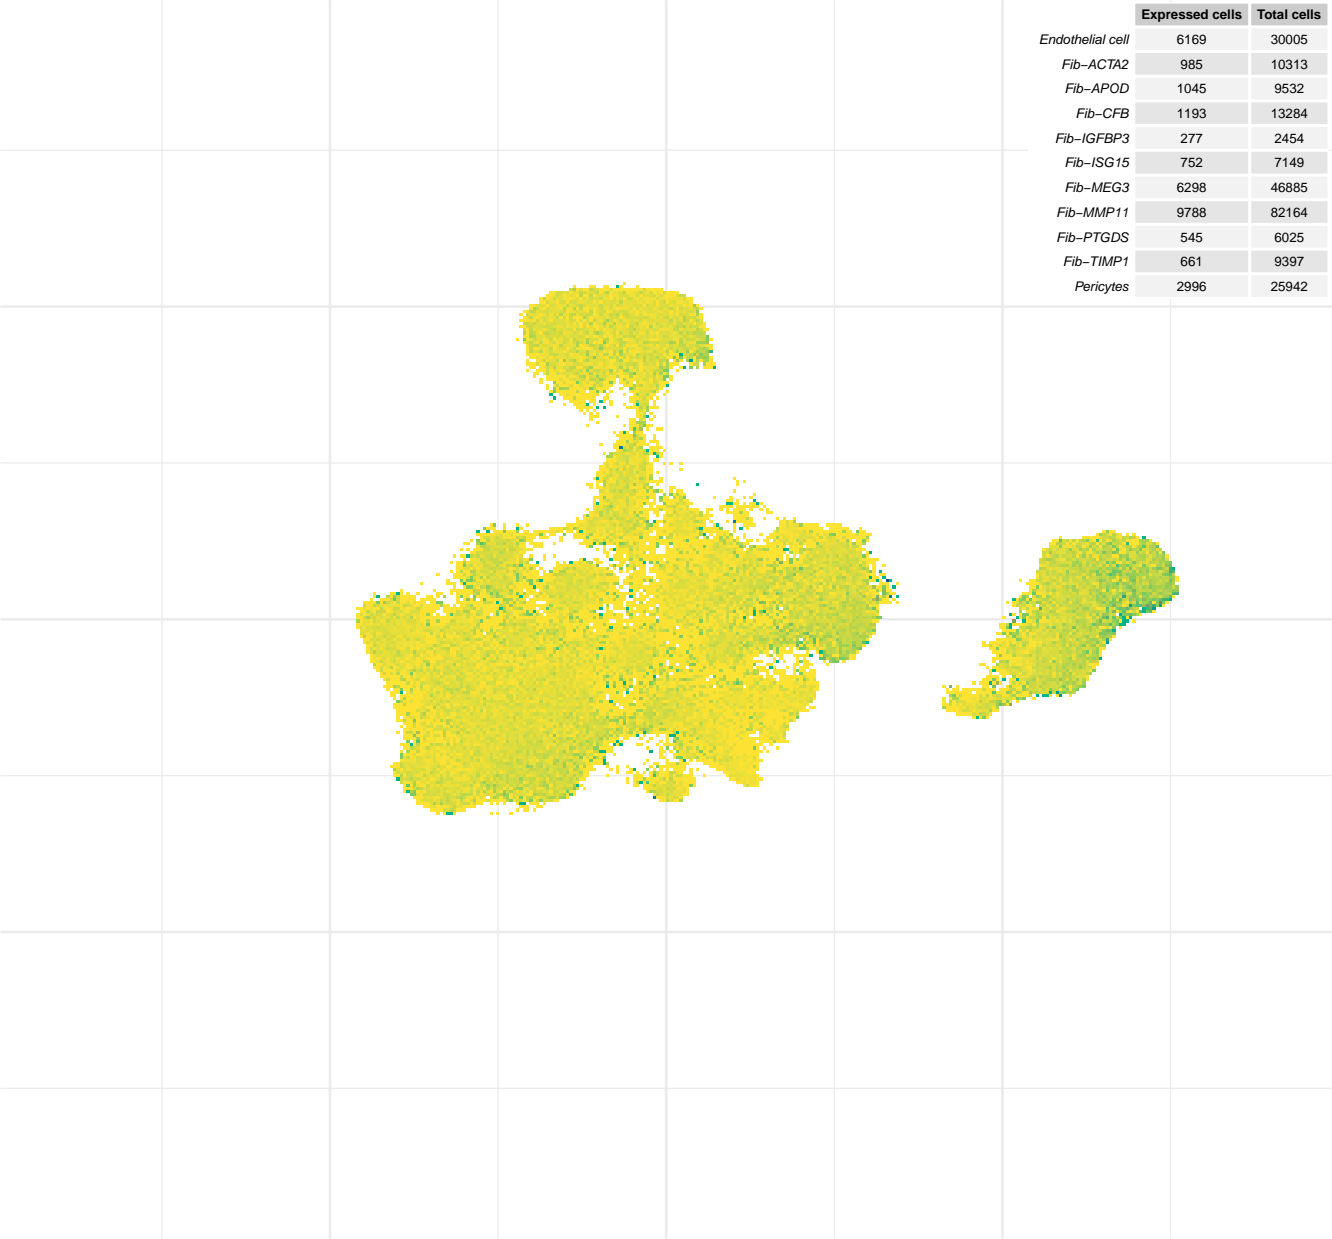 Expressed cells Total cells
Endothelial cell 6169 30005
Fib−ACTA2 985 10313
Fib−APOD 1045 9532
Fib−CFB 1193 13284
Fib−IGFBP3 277 2454
Fib−ISG15 752 7149
Fib−MEG3 6298 46885
Fib−MMP11 9788 82164
Fib−PTGDS 545 6025
Fib−TIMP1 661 9397
Pericytes 2996 25942